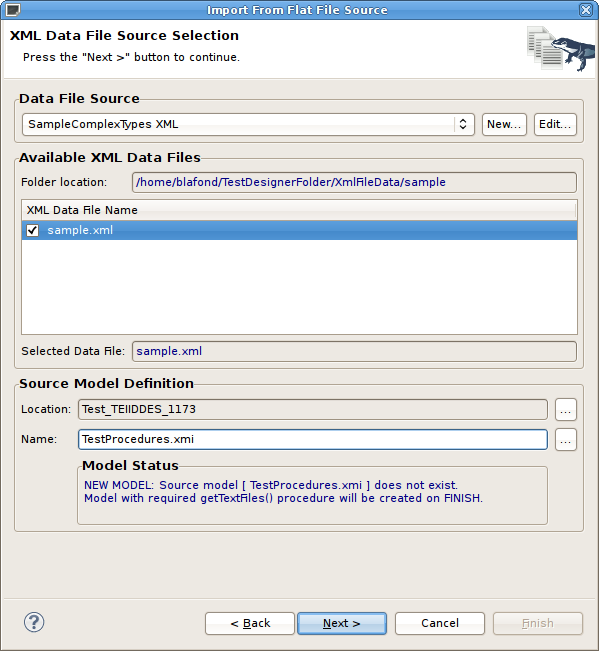 Import From Flat File Source
XML Data File Source Selection
Press the "Next >" button to continue.
Data File Source
SampleComplexTypes XML
New...
Edit...
Available XML Data Files
Folder location: /home/blafond/TestDesignerFolder/XmlFileData/sample
XML Data File Name
sample.xml
Selected Data File: sample.xml
Source Model Definition
Location: Test_TEIIDDES_1173 ...
Name: TestProcedures.xmi ...
Model Status
NEW MODEL: Source model [ TestProcedures.xmi ] does not exist.
Model with required getTextFiles() procedure will be created on FINISH.
? < Back Next > Cancel Finish